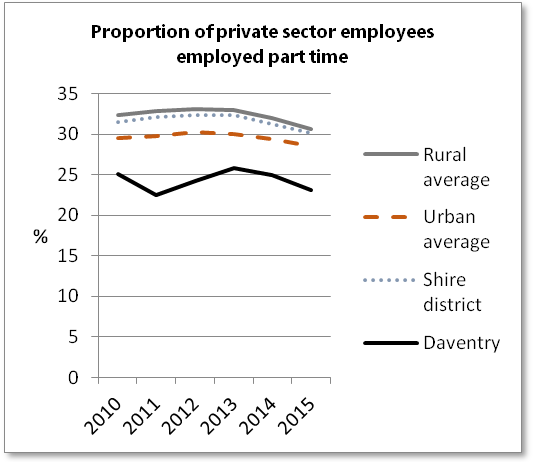 Proportion of private sector employees
employed part time
35
30
25
20
15
10
5
0
%
2010
2011
2012
2013
2014
2015
Rural
average
Urban
average
Shire
district
Daventry